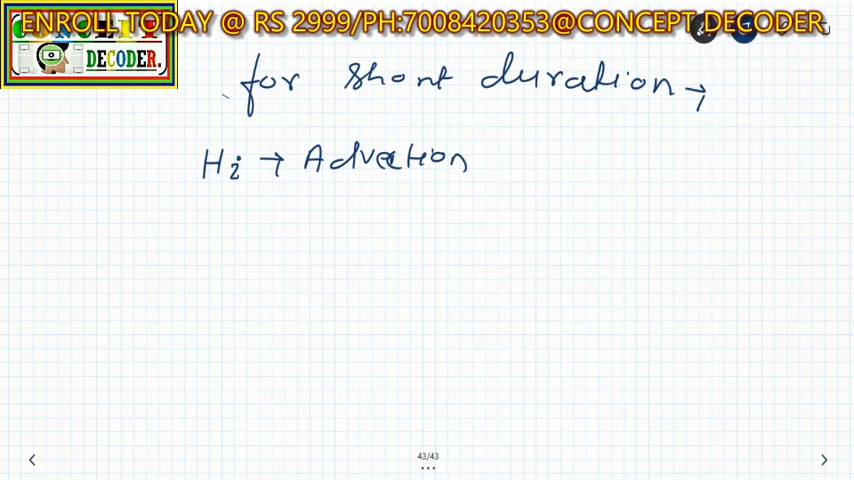 ENROLL TODAY @ RS 2999/PH:7008420353@CONCEPT DECODER
DECODER.
for short duration →
Hi → Advection
43/43